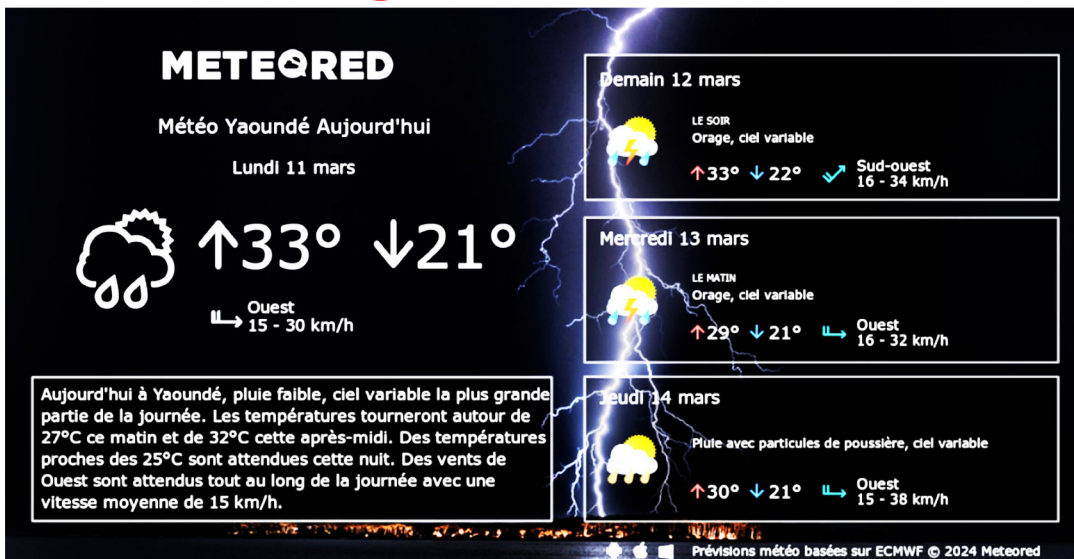 METEORED
Météo Yaoundé Aujourd'hui
Lundi 11 mars
33° 21°
Ouest
15 - 30 km/h
Aujourd'hui à Yaoundé, pluie faible, ciel variable la plus grande
partie de la journée. Les températures tourneront autour de
27°C ce matin et de 32°C cette après-midi. Des températures
proches des 25°C sont attendues cette nuit. Des vents de
Ouest sont attendus tout au long de la journée avec une
vitesse moyenne de 15 km/h.
Demain 12 mars
LE SOIR
Orage, ciel variable
33° 22°
Sud-ouest
16 - 34 km/h
Mercredi 13 mars
LE MATIN
Orage, ciel variable
29° 21°
Ouest
16 - 32 km/h
Jeudi 14 mars
Pluie avec particules de poussière, ciel variable
30° 21°
Ouest
15 - 38 km/h
Prévisions météo basées sur ECMWF © 2024 Meteored